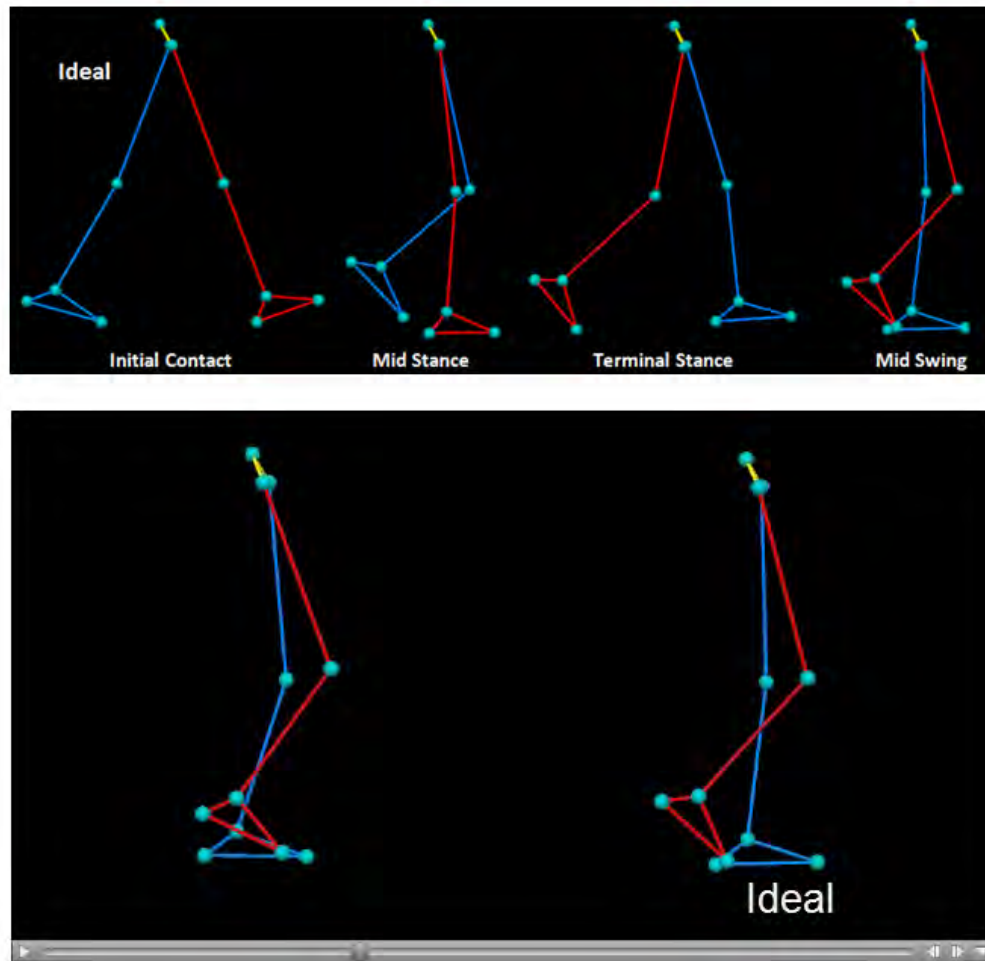 Ideal
Initial Contact
Mid Stance
Terminal Stance
Mid Swing
Ideal